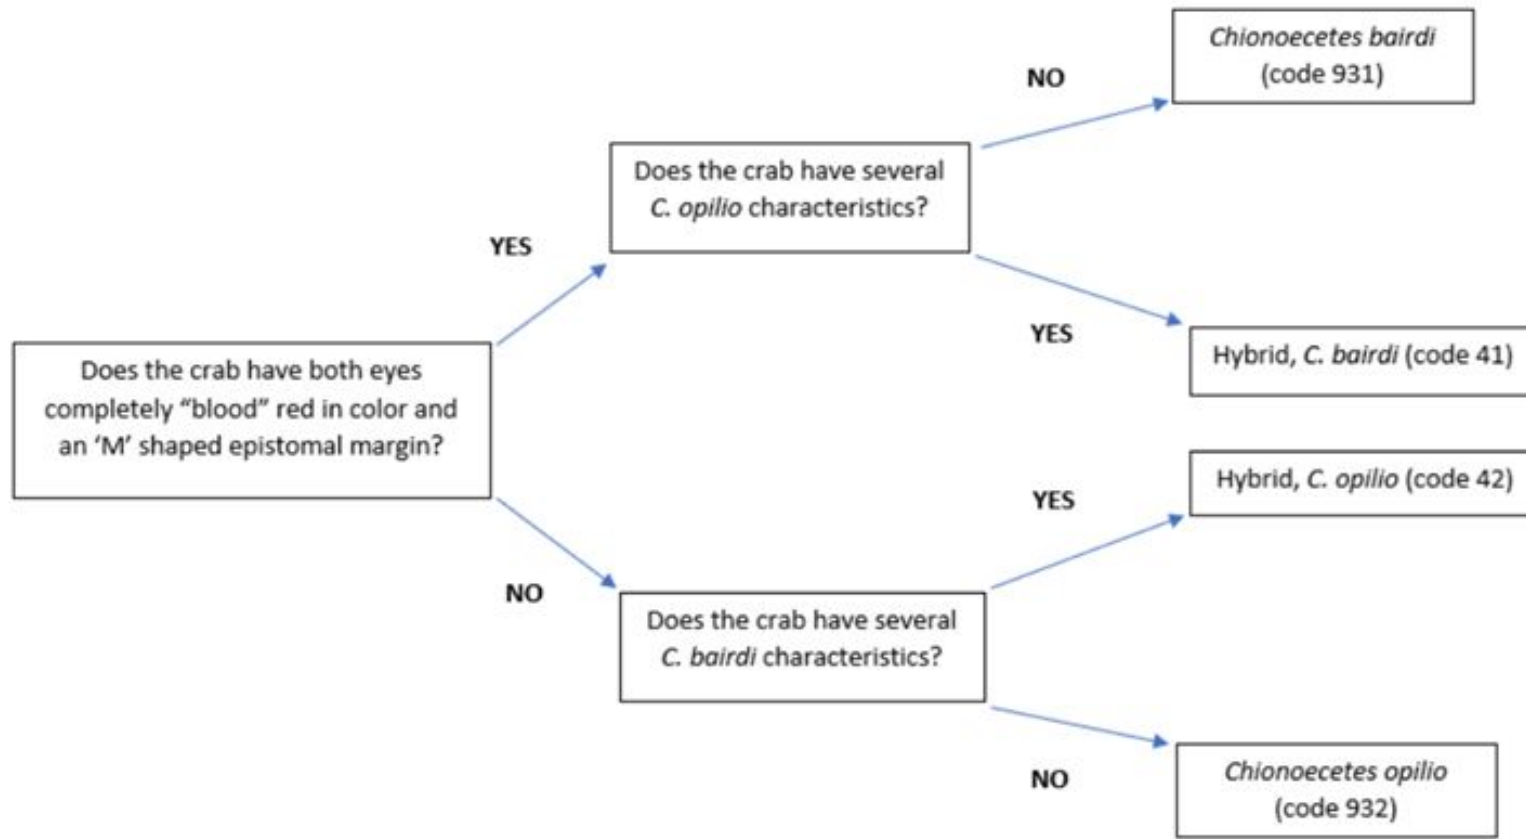 Chionoecetes bairdi
(code 931)
NO
Does the crab have several
C. opilio characteristics?
YES
YES
Hybrid, C. bairdi (code 41)
Does the crab have both eyes
completely “blood” red in color and
an ‘M’ shaped epistomal margin?
Hybrid, C. opilio (code 42)
YES
NO
Does the crab have several
C. bairdi characteristics?
NO
Chionoecetes opilio
(code 932)